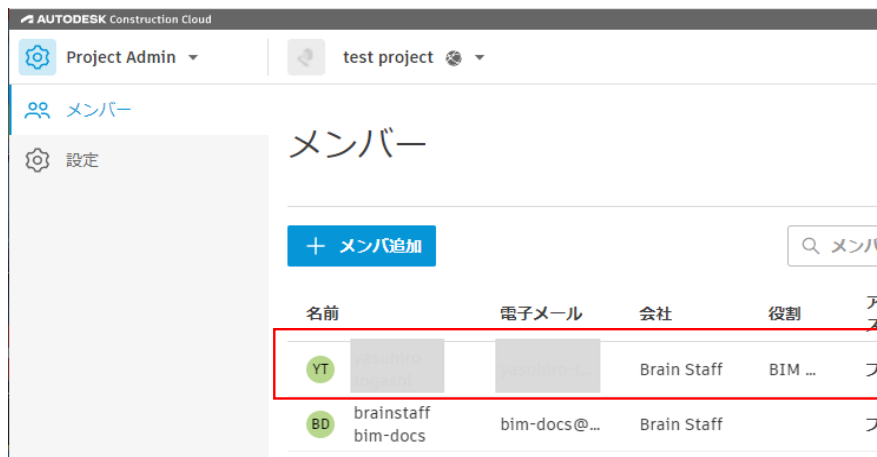 AUTODESK Construction Cloud
Project Admin
test project
メンバー
設定
メンバー
+ メンバ追加
名前 電子メール 会社 役割
YT Brain Staff BIM ...
BD brainstaff bim-docs bim-docs@... Brain Staff